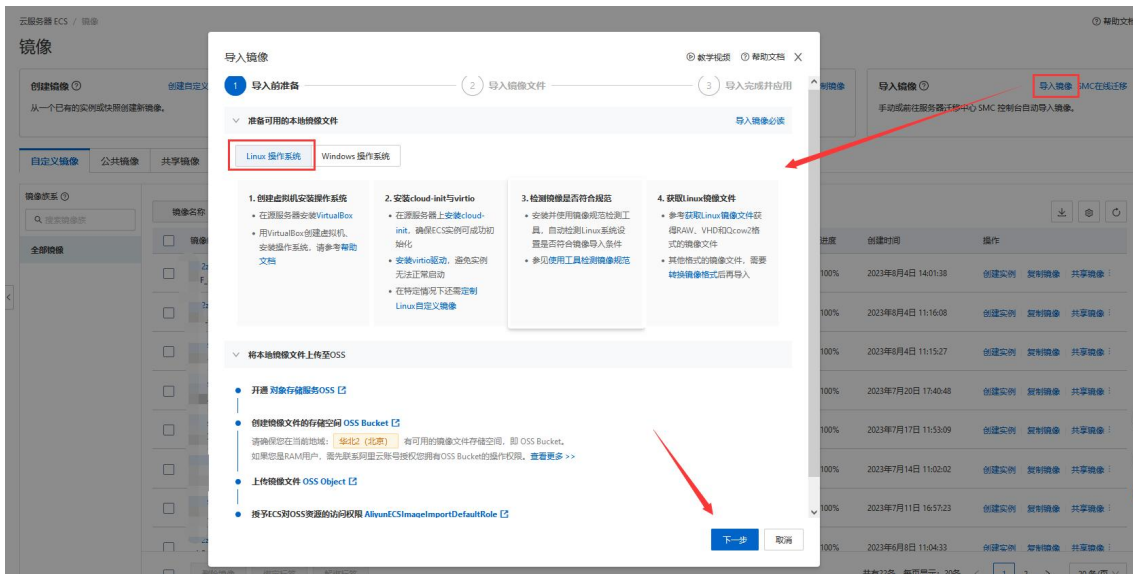 云服务器 ECS / 镜像
帮助文档
镜像
创建镜像
创建自定义
从一个已有的实例或快照创建新镜像。
制镜像
导入镜像
导入镜像 SMC在线迁移
手动或前往服务器迁移中心 SMC 控制台自动导入镜像。
导入镜像
教学视频 帮助文档 X
1 导入前准备
2 导入镜像文件
3 导入完成并应用
准备可用的本地镜像文件
导入镜像必读
Linux 操作系统
Windows 操作系统
1. 创建虚拟机安装操作系统
• 在源服务器安装VirtualBox
• 用VirtualBox创建虚拟机、
安装操作系统，请参考帮助
文档
2. 安装cloud-init与virtio
• 在源服务器上安装cloud-
init，确保ECS实例可成功初
始化
• 安装virtio驱动，避免实例
无法正常启动
• 在特定情况下还需定制
Linux自定义镜像
3. 检测镜像是否符合规范
• 安装并使用镜像规范检测工
具，自动检测Linux系统设
置是否符合镜像导入条件
• 参见使用工具检测镜像规范
4. 获取Linux镜像文件
• 参考获取Linux镜像文件获
得RAW、VHD和Qcow2格
式的镜像文件
• 其他格式的镜像文件，需要
转换镜像格式后再导入
将本地镜像文件上传至OSS
开通 对象存储服务OSS
创建镜像文件的存储空间 OSS Bucket
请确保您在当前地域： 华北2（北京） 有可用的镜像文件存储空间，即 OSS Bucket。
如果您是RAM用户，需先联系阿里云账号授权您拥有OSS Bucket的操作权限。查看更多 >>
上传镜像文件 OSS Object
授予ECS对OSS资源的访问权限 AliyunECSImageImportDefaultRole
下一步
取消
自定义镜像 公共镜像 共享镜像
镜像族系
搜索镜像族
全部镜像
镜像名称
进度 创建时间 操作
100% 2023年8月4日 14:01:38 创建实例 复制镜像 共享镜像
100% 2023年8月4日 11:16:08 创建实例 复制镜像 共享镜像
100% 2023年8月4日 11:15:27 创建实例 复制镜像 共享镜像
100% 2023年7月20日 17:40:48 创建实例 复制镜像 共享镜像
100% 2023年7月17日 11:53:09 创建实例 复制镜像 共享镜像
100% 2023年7月14日 11:02:02 创建实例 复制镜像 共享镜像
100% 2023年7月11日 16:57:23 创建实例 复制镜像 共享镜像
100% 2023年6月8日 11:04:33 创建实例 复制镜像 共享镜像